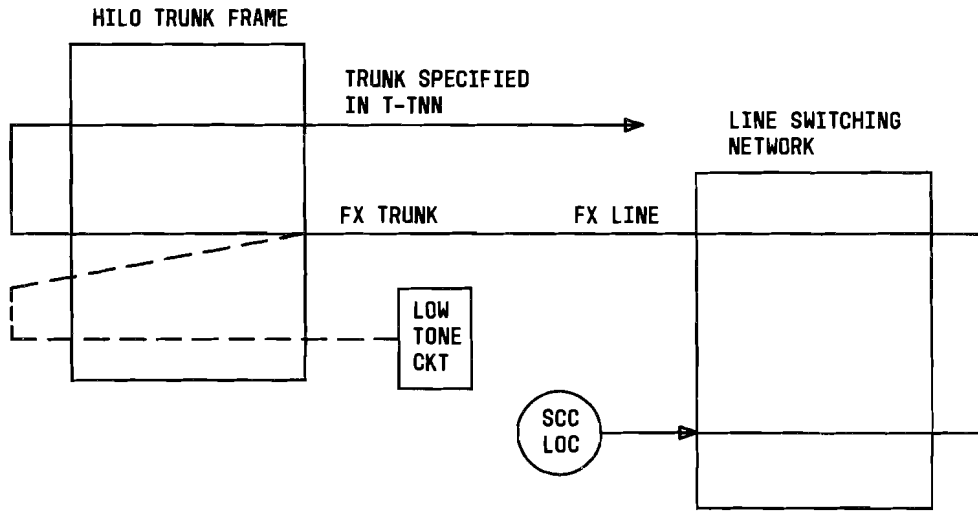 HILO TRUNK FRAME
TRUNK SPECIFIED
IN T-TNN
LINE SWITCHING
NETWORK
FX TRUNK
FX LINE
LOW
TONE
CKT
SCC
LOC